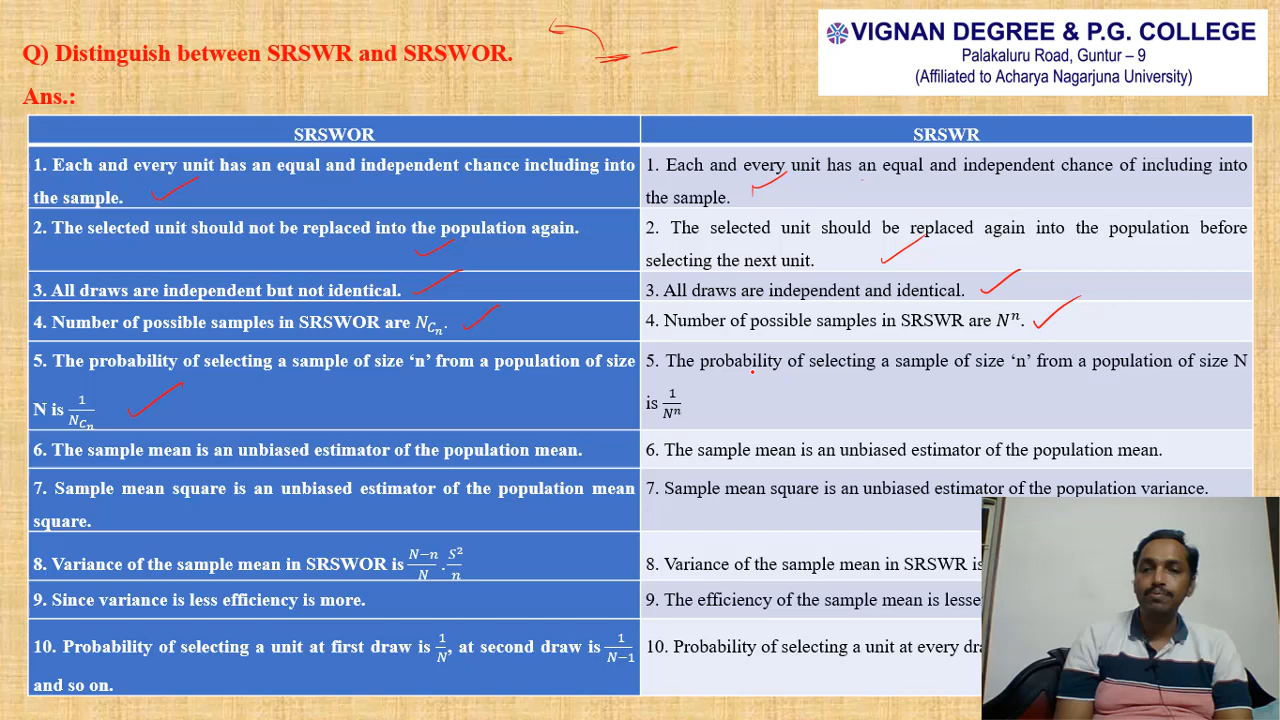 Q) Distinguish between SRSWR and SRSWOR.
VIGNAN DEGREE & P.G. COLLEGE
Palakaluru Road, Guntur – 9
(Affiliated to Acharya Nagarjuna University)
Ans.:
SRSWOR
1. Each and every unit has an equal and independent chance including into
the sample.
2. The selected unit should not be replaced into the population again.
3. All draws are independent but not identical.
4. Number of possible samples in SRSWOR are N_{C_n}.
5. The probability of selecting a sample of size ‘n’ from a population of size
N is 1/N_{C_n}
6. The sample mean is an unbiased estimator of the population mean.
7. Sample mean square is an unbiased estimator of the population mean
square.
8. Variance of the sample mean in SRSWOR is N−n/N . S²/n
9. Since variance is less efficiency is more.
10. Probability of selecting a unit at first draw is 1/N, at second draw is 1/N−1
and so on.
SRSWR
1. Each and every unit has an equal and independent chance of including into
the sample.
2. The selected unit should be replaced again into the population before
selecting the next unit.
3. All draws are independent and identical.
4. Number of possible samples in SRSWR are Nⁿ.
5. The probability of selecting a sample of size ‘n’ from a population of size N
is 1/Nⁿ
6. The sample mean is an unbiased estimator of the population mean.
7. Sample mean square is an unbiased estimator of the population variance.
8. Variance of the sample mean in SRSWR is
9. The efficiency of the sample mean is
10. Probability of selecting a unit at every